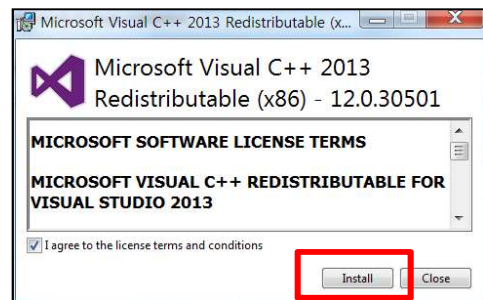 Microsoft Visual C++ 2013 Redistributable (x...
Microsoft Visual C++ 2013
Redistributable (x86) - 12.0.30501
MICROSOFT SOFTWARE LICENSE TERMS
MICROSOFT VISUAL C++ REDISTRIBUTABLE FOR
VISUAL STUDIO 2013
I agree to the license terms and conditions
Install Close